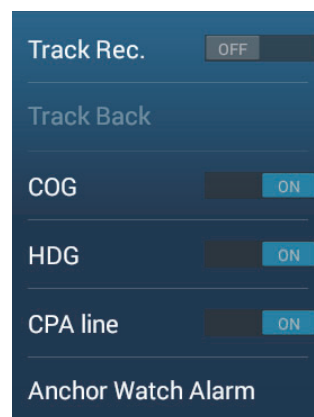 Track Rec. OFF
Track Back
COG ON
HDG ON
CPA line ON
Anchor Watch Alarm